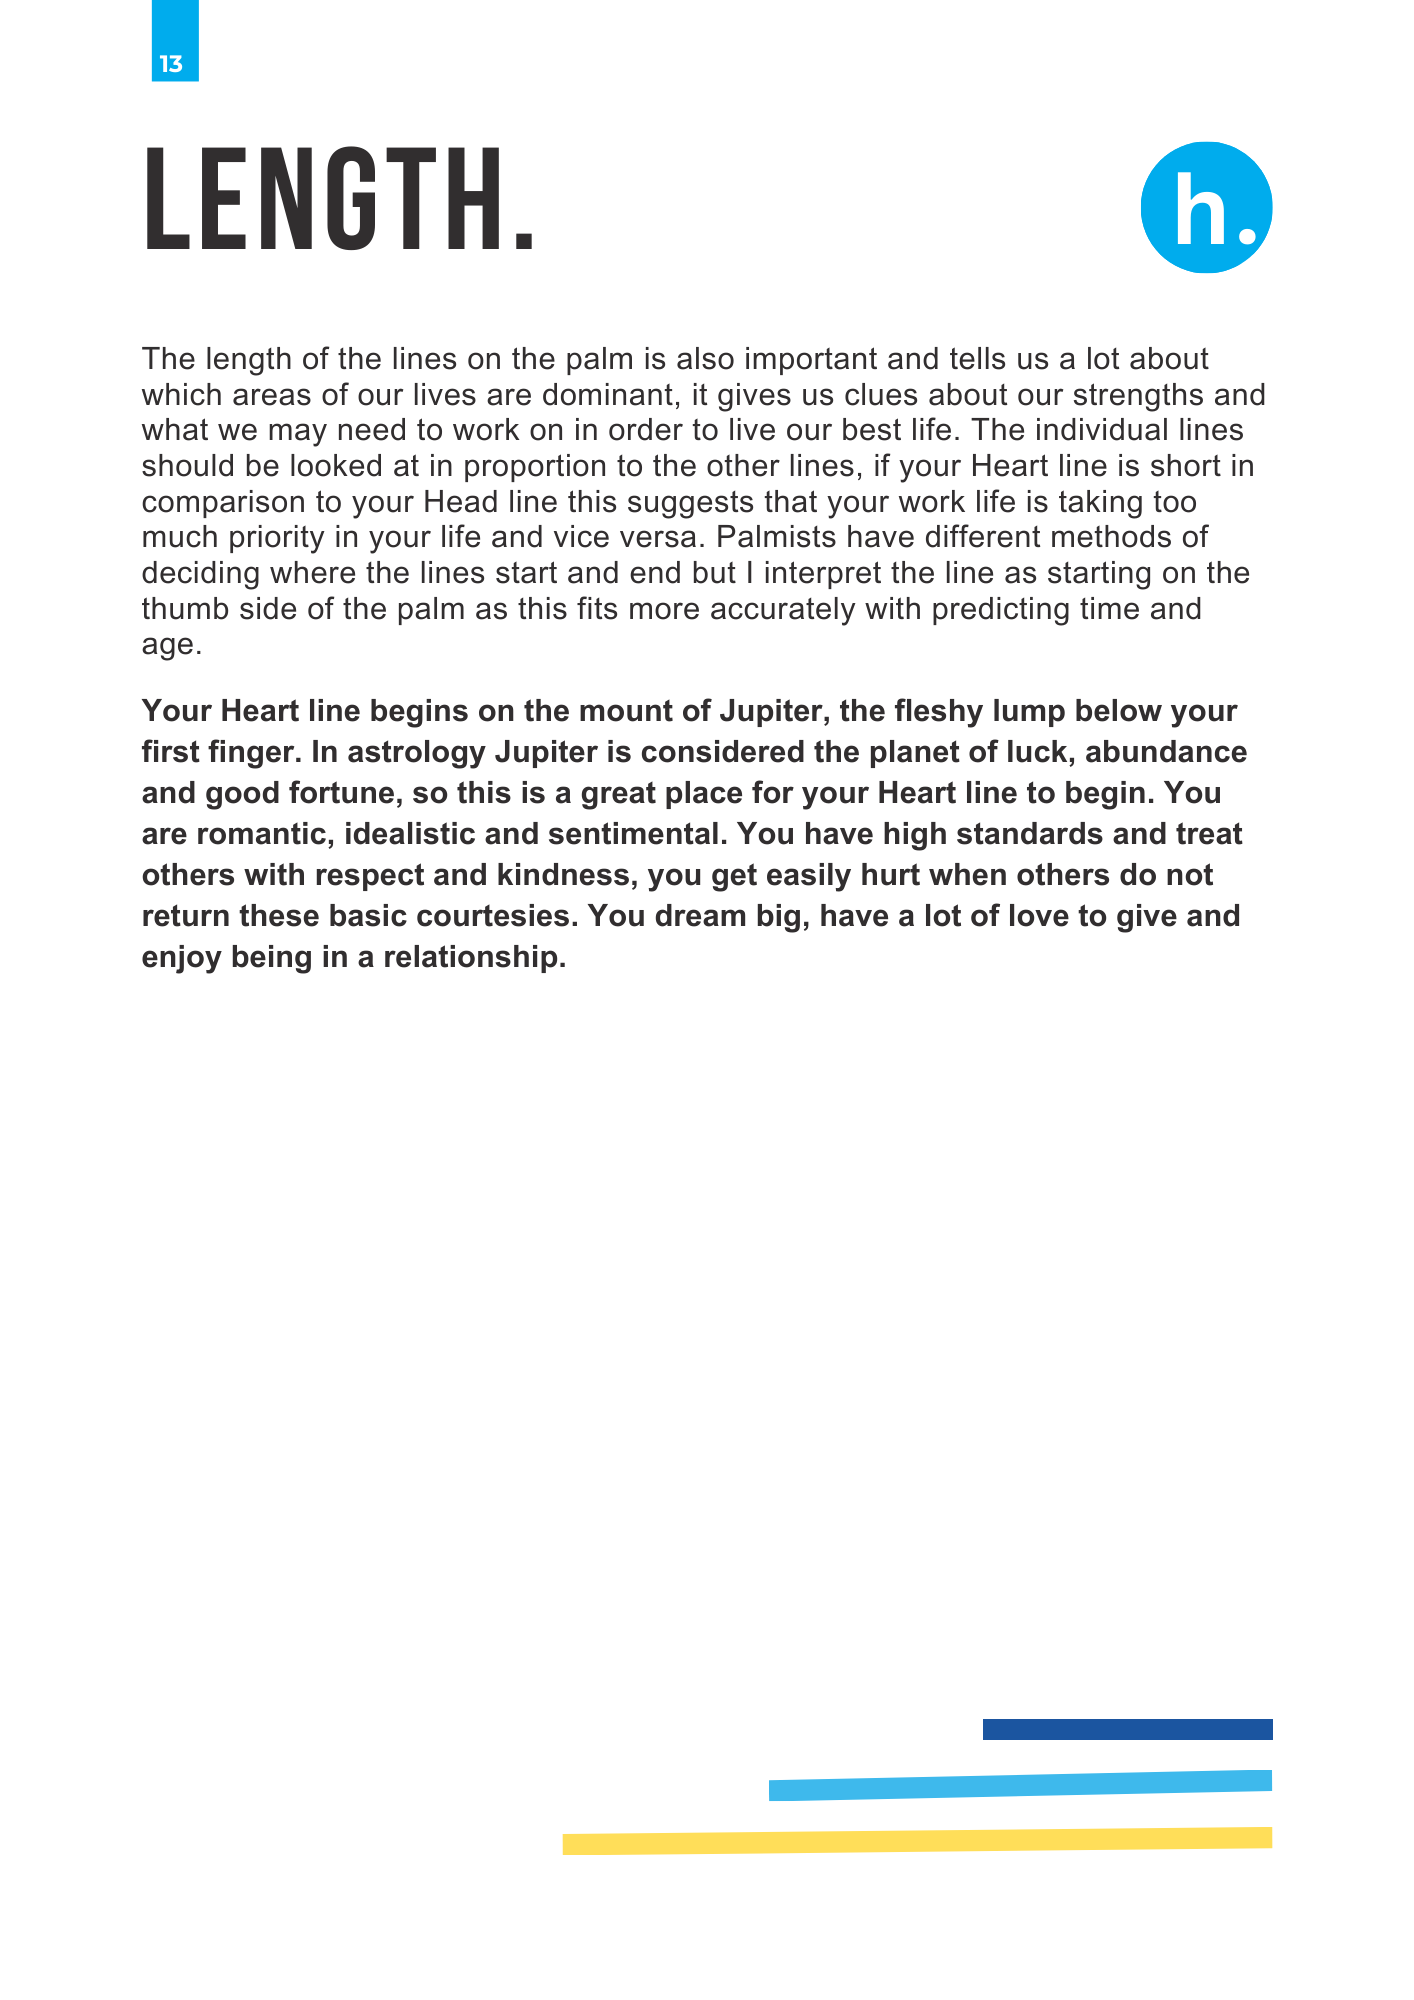 13
LENGTH.
h.
The length of the lines on the palm is also important and tells us a lot about
which areas of our lives are dominant, it gives us clues about our strengths and
what we may need to work on in order to live our best life. The individual lines
should be looked at in proportion to the other lines, if your Heart line is short in
comparison to your Head line this suggests that your work life is taking too
much priority in your life and vice versa. Palmists have different methods of
deciding where the lines start and end but I interpret the line as starting on the
thumb side of the palm as this fits more accurately with predicting time and
age.
Your Heart line begins on the mount of Jupiter, the fleshy lump below your
first finger. In astrology Jupiter is considered the planet of luck, abundance
and good fortune, so this is a great place for your Heart line to begin. You
are romantic, idealistic and sentimental. You have high standards and treat
others with respect and kindness, you get easily hurt when others do not
return these basic courtesies. You dream big, have a lot of love to give and
enjoy being in a relationship.